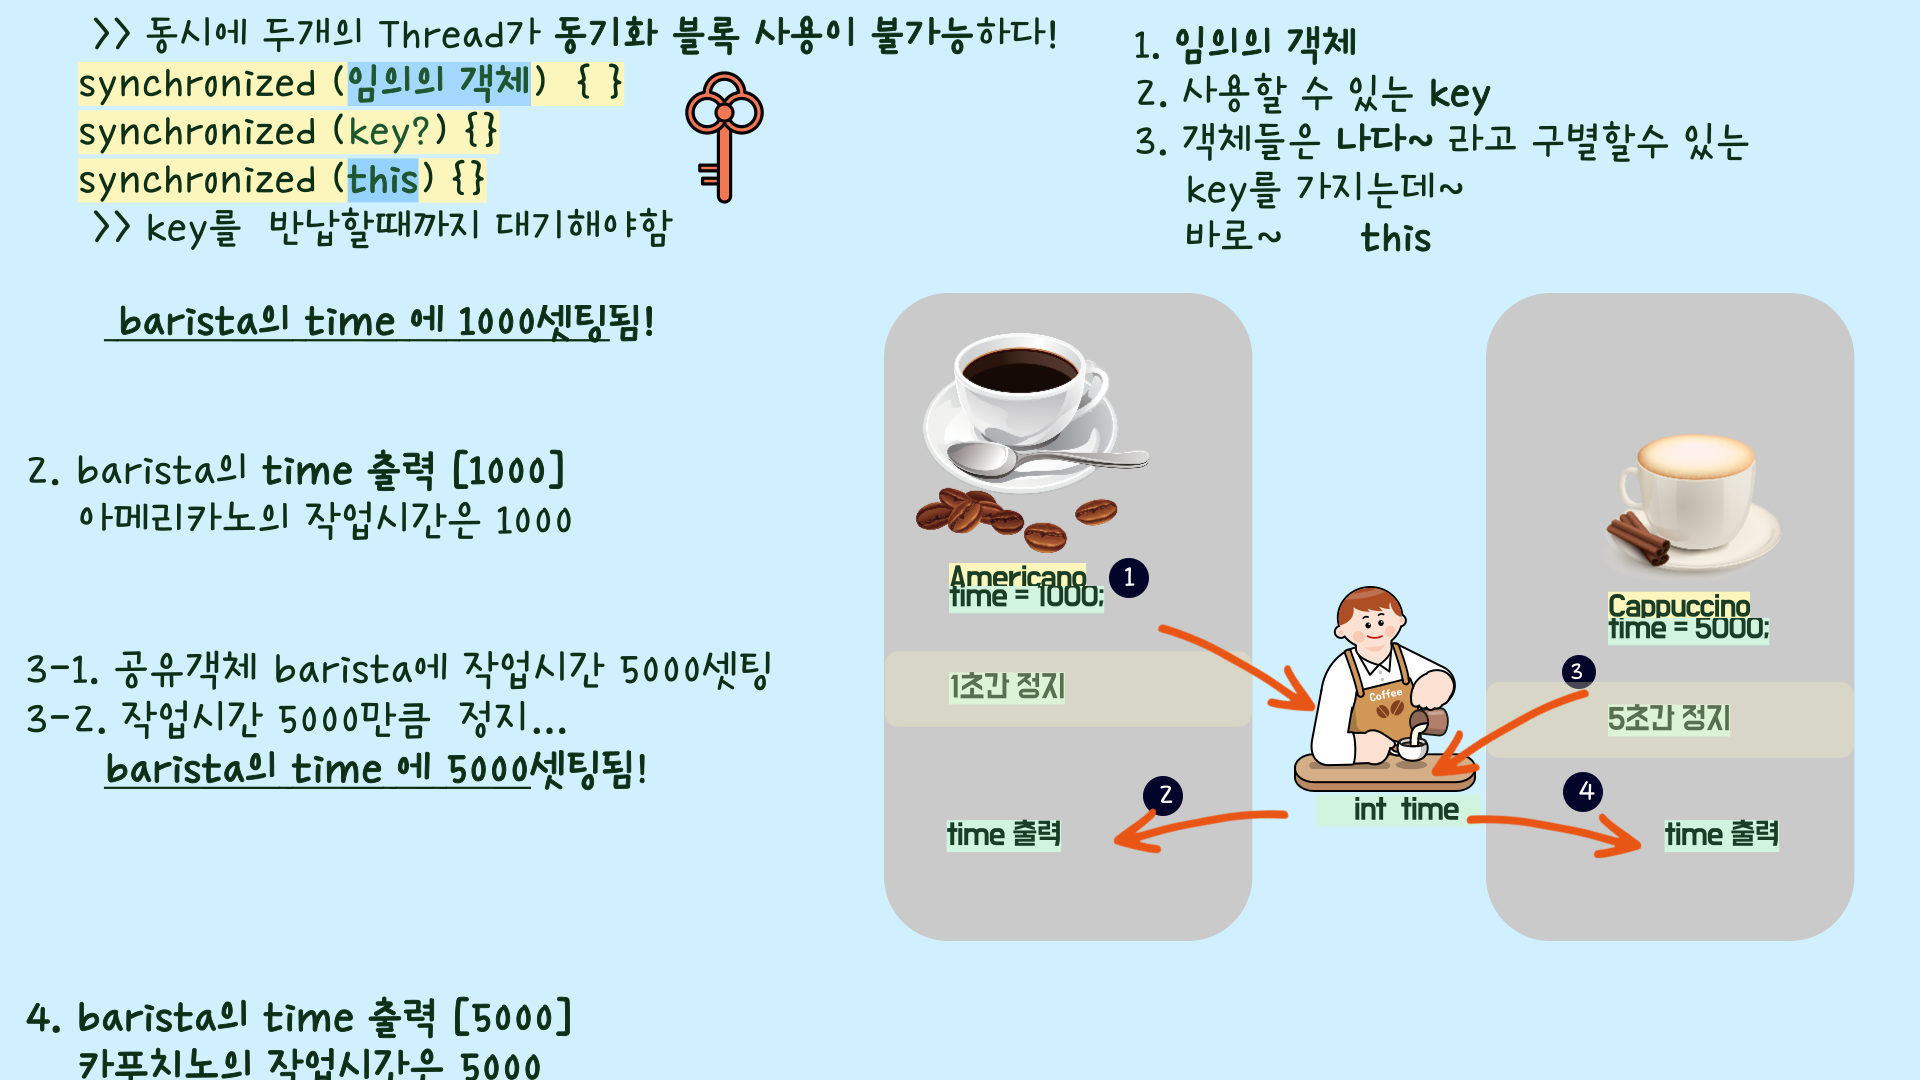 >> 동시에 두개의 Thread가 동기화 블록 사용이 불가능하다!
synchronized (임의의 객체) { }
synchronized (key?) {}
synchronized (this) {}
>> key를 반납할때까지 대기해야함
1. 임의의 객체
2. 사용할 수 있는 key
3. 객체들은 나다~ 라고 구별할수 있는
key를 가지는데~
바로~ this
barista의 time 에 1000셋팅됨!
2. barista의 time 출력 [1000]
아메리카노의 작업시간은 1000
3-1. 공유객체 barista에 작업시간 5000셋팅
3-2. 작업시간 5000만큼 정지...
barista의 time 에 5000셋팅됨!
4. barista의 time 출력 [5000]
카푸치노의 작업시간은 5000
Americano
time = 1000;
1
1초간 정지
2
time 출력
Coffee
int time
Cappuccino
time = 5000;
3
5초간 정지
4
time 출력